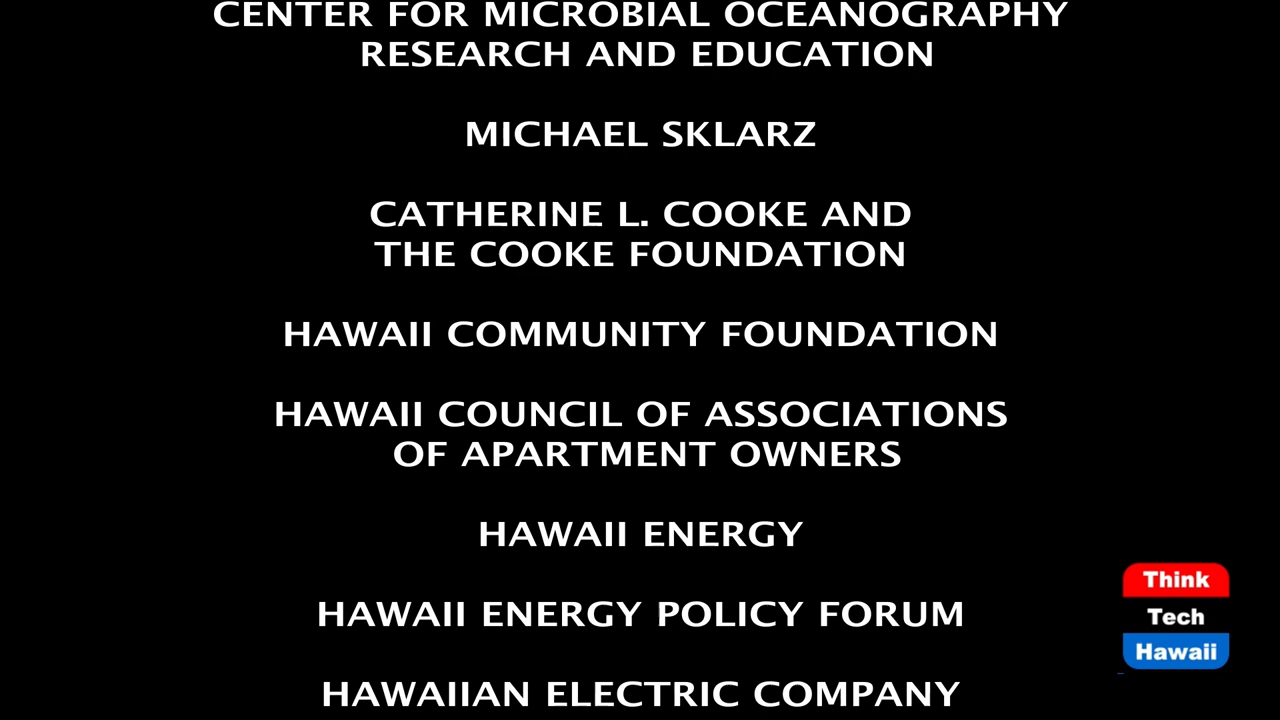 CENTER FOR MICROBIAL OCEANOGRAPHY
RESEARCH AND EDUCATION
MICHAEL SKLARZ
CATHERINE L. COOKE AND
THE COOKE FOUNDATION
HAWAII COMMUNITY FOUNDATION
HAWAII COUNCIL OF ASSOCIATIONS
OF APARTMENT OWNERS
HAWAII ENERGY
HAWAII ENERGY POLICY FORUM
HAWAIIAN ELECTRIC COMPANY
Think
Tech
Hawaii